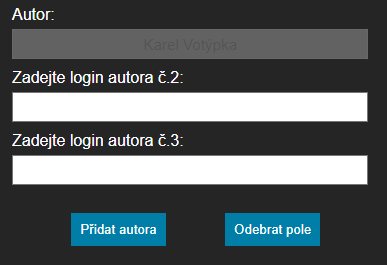 Autor:
Karel Votýpka
Zadejte login autora č.2:
Zadejte login autora č.3:
Přidat autora
Odebrat pole